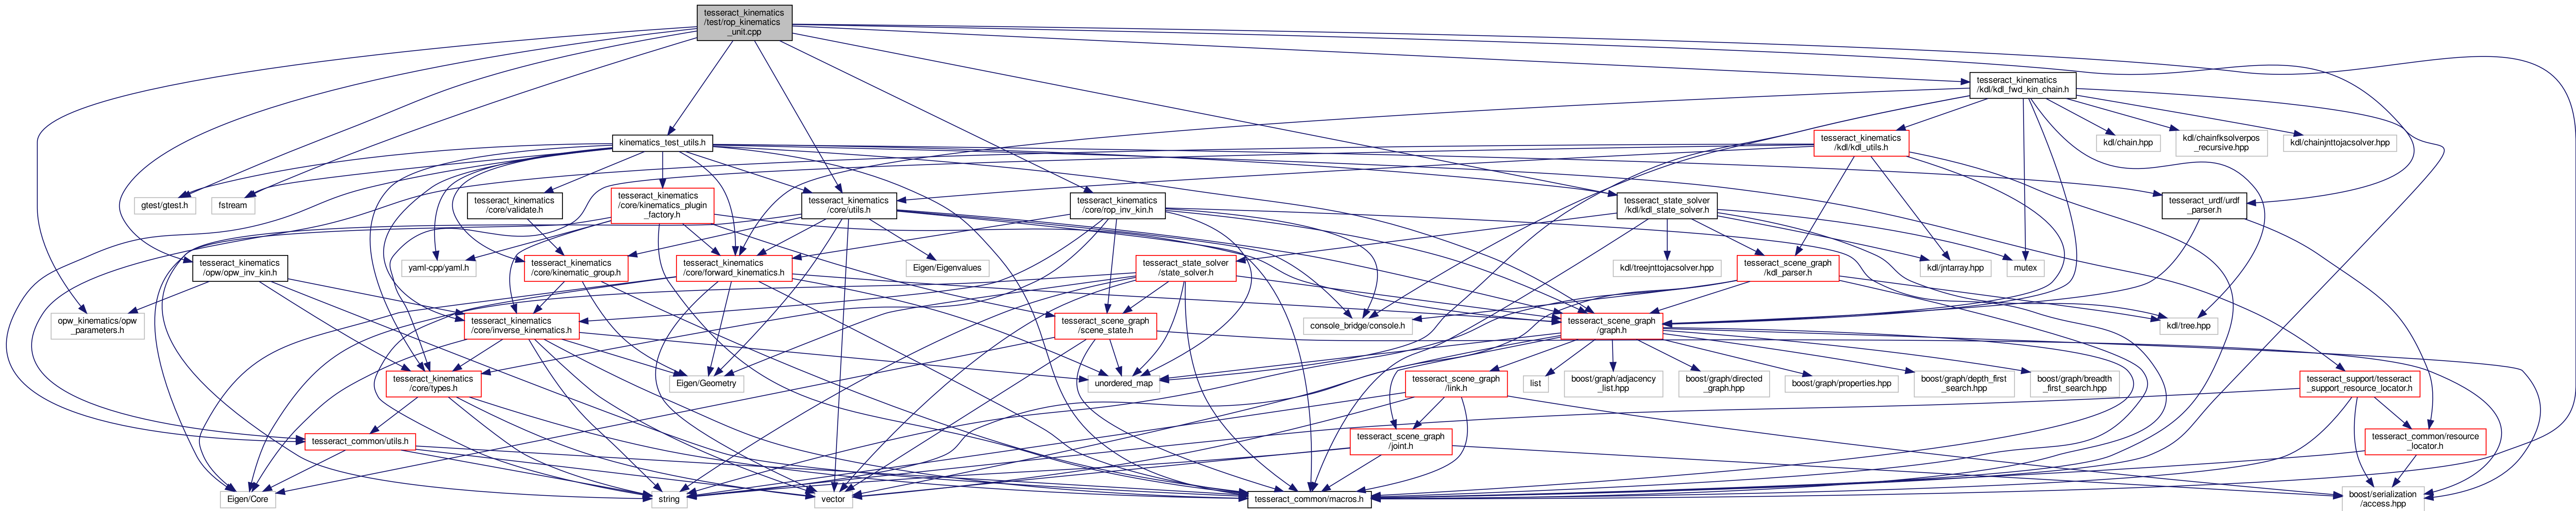 tesseract_kinematics
/test/rop_kinematics
_unit.cpp
tesseract_kinematics
/kdl/kdl_fwd_kin_chain.h
kinematics_test_utils.h
tesseract_kinematics
/kdl/kdl_utils.h
kdl/chain.hpp
kdl/chainfksolverpos
_recursive.hpp
kdl/chainjnttojacsolver.hpp
gtest/gtest.h
fstream
tesseract_kinematics
/core/validate.h
tesseract_kinematics
/core/kinematics_plugin
_factory.h
tesseract_kinematics
/core/utils.h
tesseract_kinematics
/core/rop_inv_kin.h
tesseract_state_solver
/kdl/kdl_state_solver.h
tesseract_urdf/urdf
_parser.h
tesseract_kinematics
/opw/opw_inv_kin.h
yaml-cpp/yaml.h
tesseract_kinematics
/core/kinematic_group.h
tesseract_kinematics
/core/forward_kinematics.h
Eigen/Eigenvalues
tesseract_state_solver
/state_solver.h
kdl/treejnttojacsolver.hpp
tesseract_scene_graph
/kdl_parser.h
kdl/jntarray.hpp
mutex
opw_kinematics/opw
_parameters.h
tesseract_kinematics
/core/inverse_kinematics.h
tesseract_scene_graph
/scene_state.h
console_bridge/console.h
tesseract_scene_graph
/graph.h
kdl/tree.hpp
tesseract_kinematics
/core/types.h
Eigen/Geometry
unordered_map
tesseract_scene_graph
/link.h
list
boost/graph/adjacency
_list.hpp
boost/graph/directed
_graph.hpp
boost/graph/properties.hpp
boost/graph/depth_first
_search.hpp
boost/graph/breadth
_first_search.hpp
tesseract_support/tesseract
_support_resource_locator.h
tesseract_common/utils.h
tesseract_scene_graph
/joint.h
tesseract_common/resource
_locator.h
Eigen/Core
string
vector
tesseract_common/macros.h
boost/serialization
/access.hpp